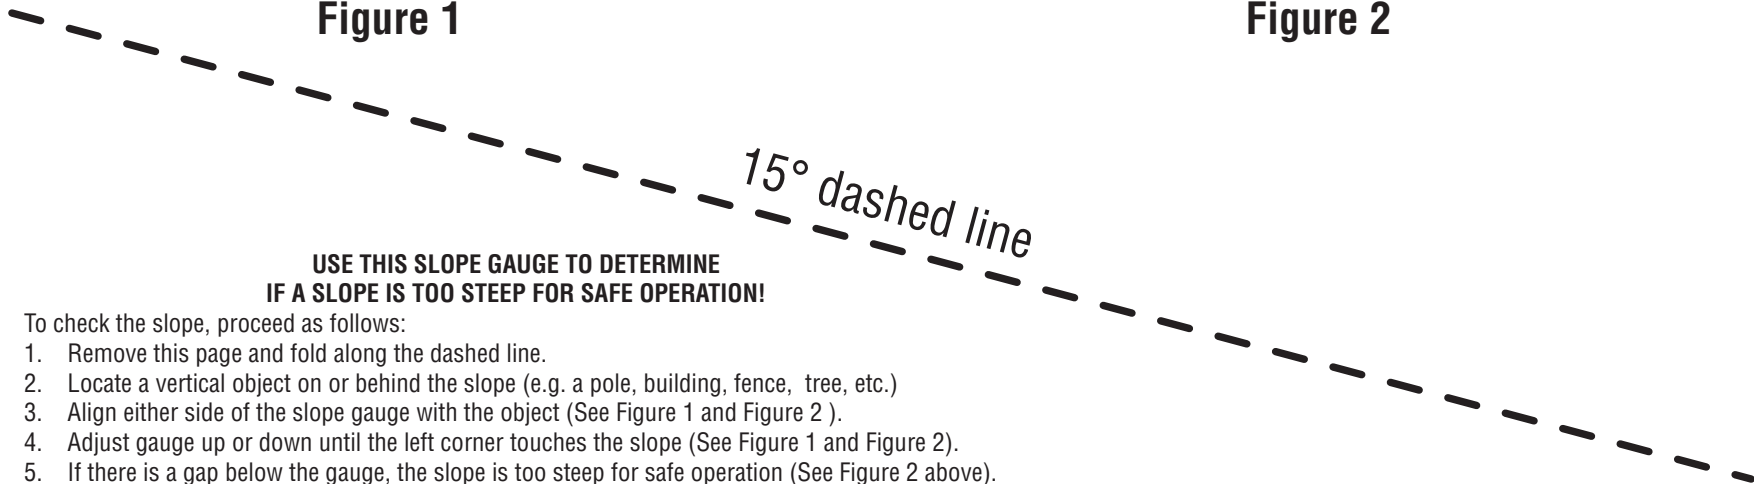 Figure 1
Figure 2
15° dashed line
USE THIS SLOPE GAUGE TO DETERMINE
IF A SLOPE IS TOO STEEP FOR SAFE OPERATION!
To check the slope, proceed as follows:
1. Remove this page and fold along the dashed line.
2. Locate a vertical object on or behind the slope (e.g. a pole, building, fence, tree, etc.)
3. Align either side of the slope gauge with the object (See Figure 1 and Figure 2 ).
4. Adjust gauge up or down until the left corner touches the slope (See Figure 1 and Figure 2).
5. If there is a gap below the gauge, the slope is too steep for safe operation (See Figure 2 above).